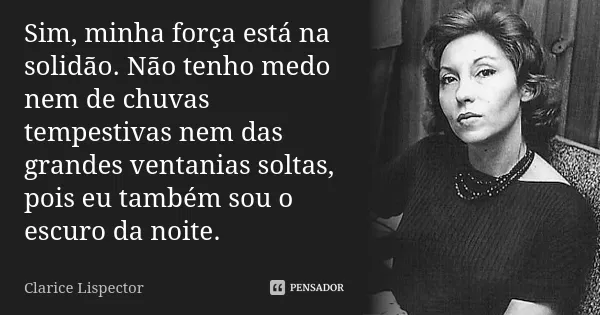 Sim, minha força está na
solidão. Não tenho medo
nem de chuvas
tempestivas nem das
grandes ventanias soltas,
pois eu também sou o
escuro da noite.
Clarice Lispector
PENSADOR